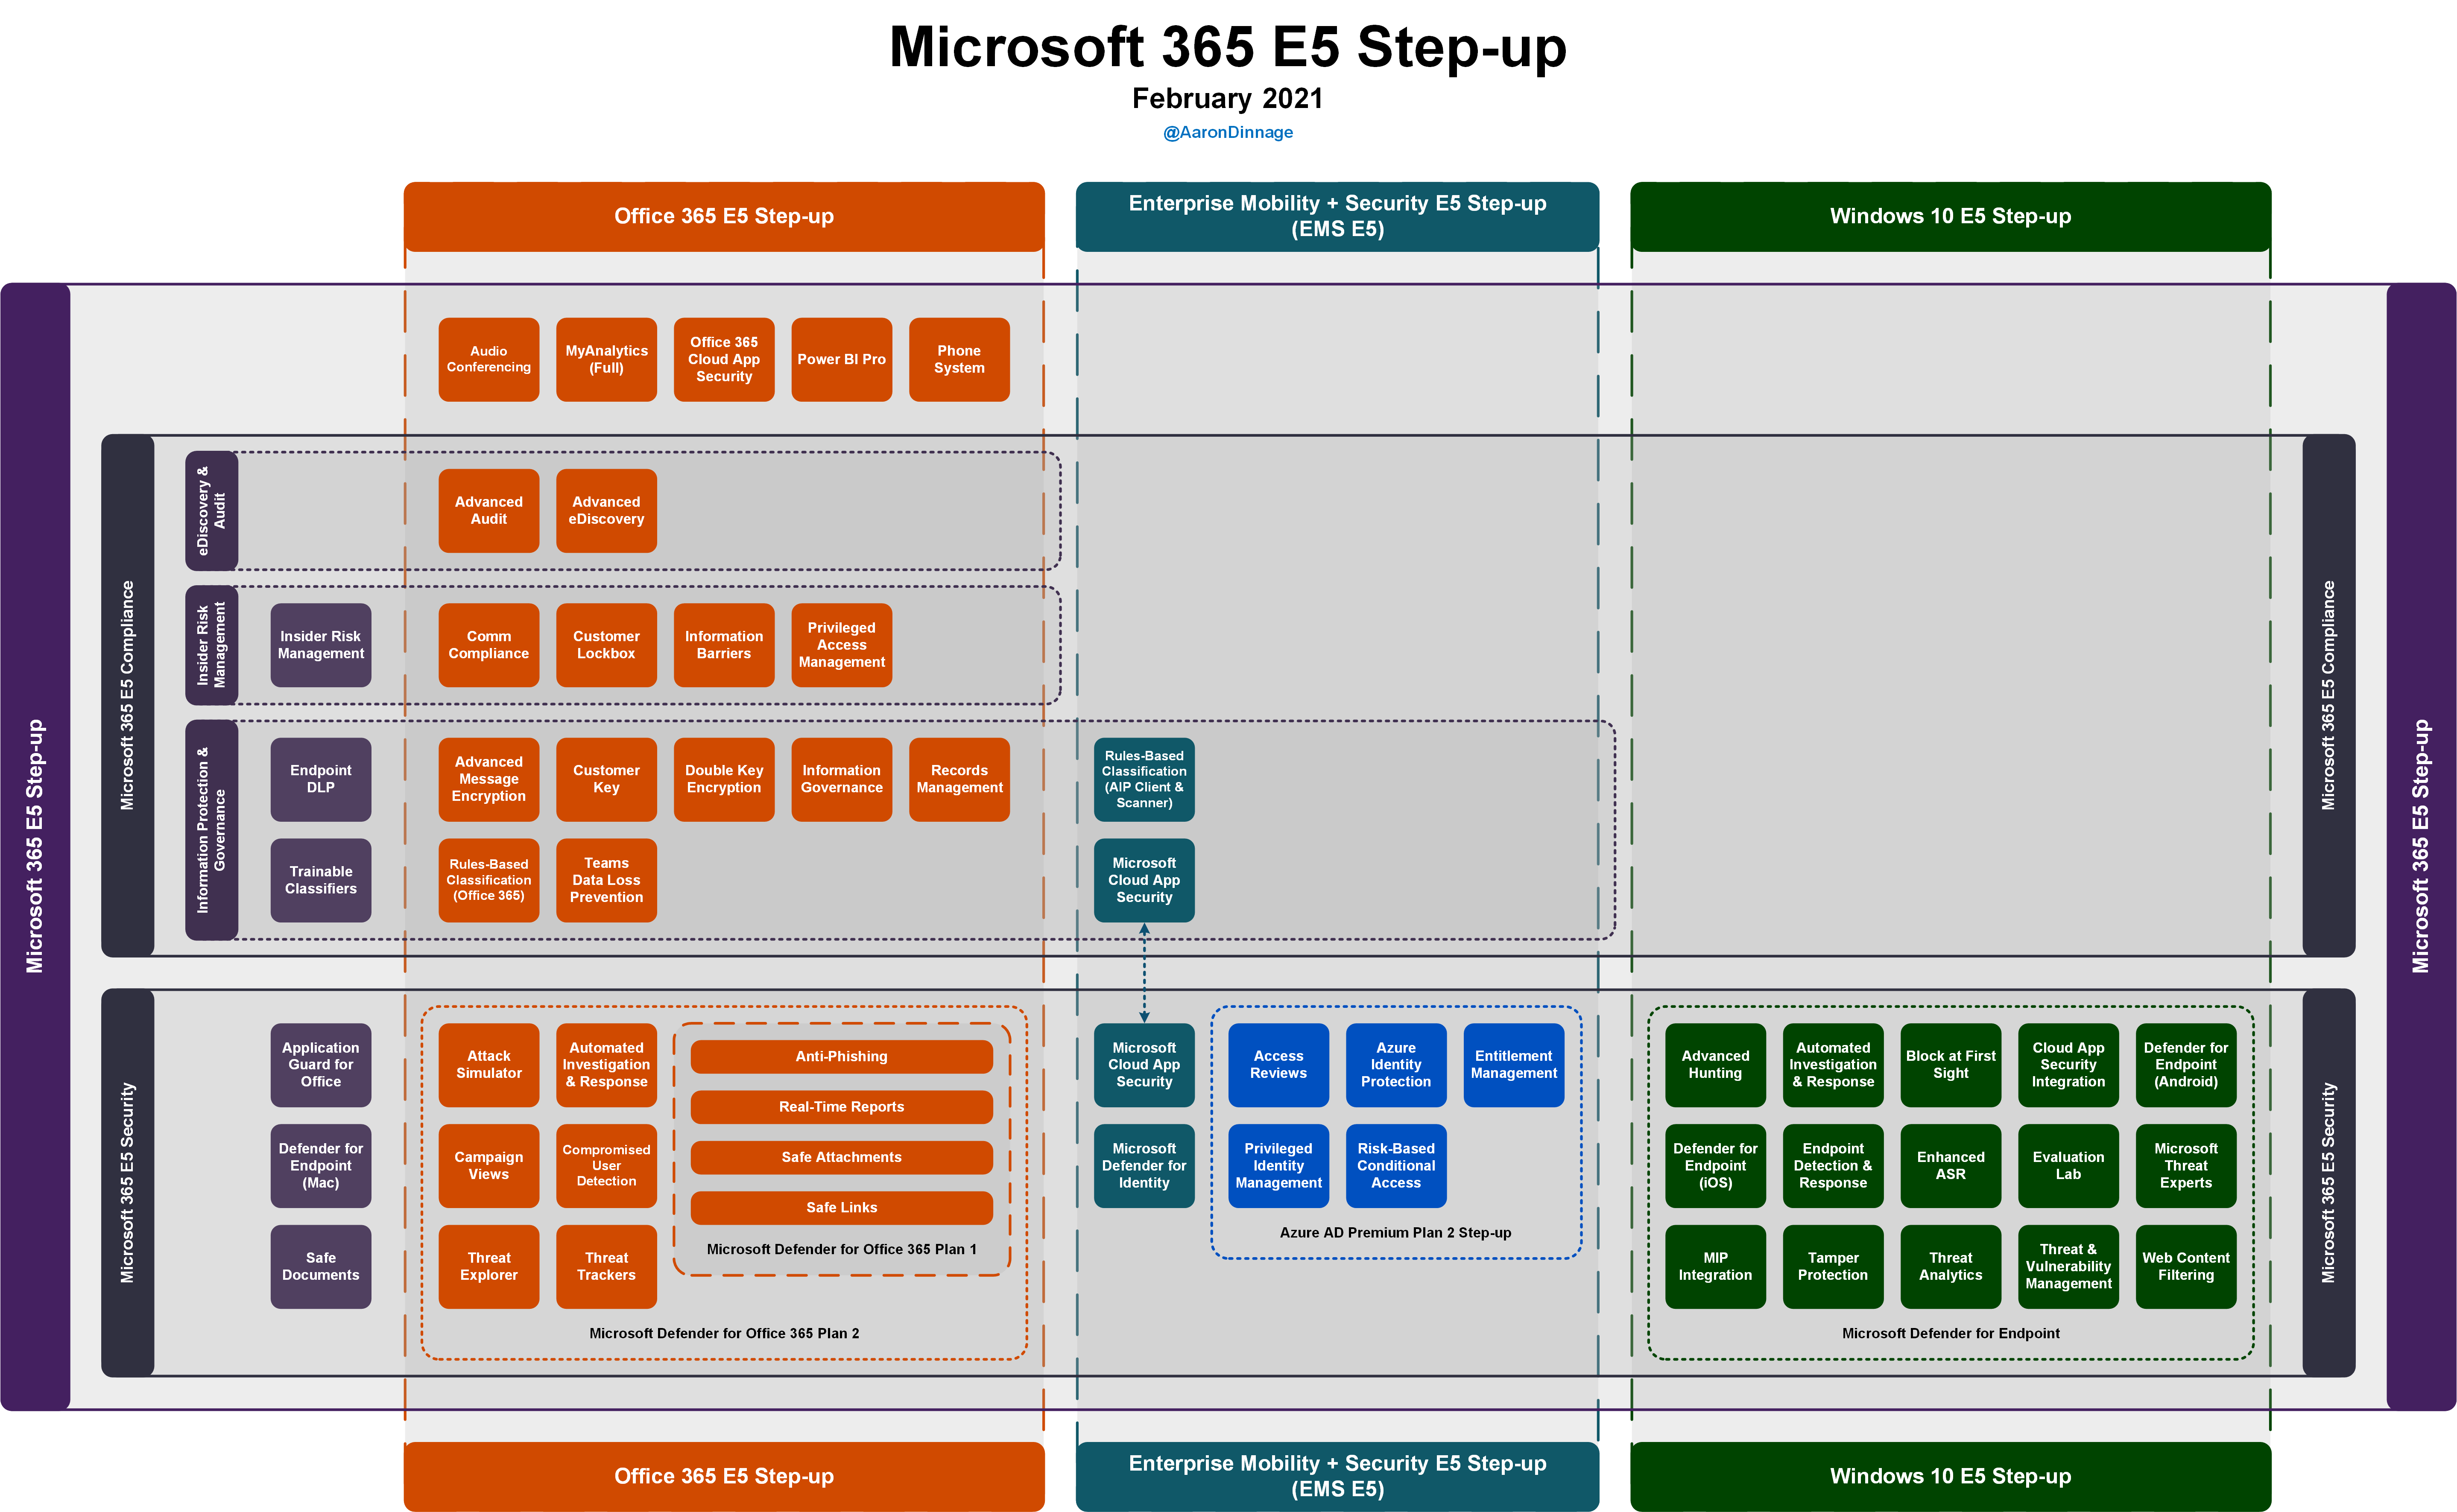 Microsoft 365 E5 Step-up
February 2021
@AaronDinnage
Office 365 E5 Step-up
Enterprise Mobility + Security E5 Step-up
(EMS E5)
Windows 10 E5 Step-up
Microsoft 365 E5 Step-up
Microsoft 365 E5 Step-up
Audio
Conferencing
MyAnalytics
(Full)
Office 365
Cloud App
Security
Power BI Pro
Phone
System
Microsoft 365 E5 Compliance
Microsoft 365 E5 Compliance
eDiscovery &
Audit
Advanced
Audit
Advanced
eDiscovery
Insider Risk
Management
Insider Risk
Management
Comm
Compliance
Customer
Lockbox
Information
Barriers
Privileged
Access
Management
Information Protection &
Governance
Endpoint
DLP
Advanced
Message
Encryption
Customer
Key
Double Key
Encryption
Information
Governance
Records
Management
Rules-Based
Classification
(AIP Client &
Scanner)
Trainable
Classifiers
Rules-Based
Classification
(Office 365)
Teams
Data Loss
Prevention
Microsoft
Cloud App
Security
Microsoft 365 E5 Security
Microsoft 365 E5 Security
Application
Guard for
Office
Defender for
Endpoint
(Mac)
Safe
Documents
Attack
Simulator
Automated
Investigation
& Response
Campaign
Views
Compromised
User
Detection
Threat
Explorer
Threat
Trackers
Anti-Phishing
Real-Time Reports
Safe Attachments
Safe Links
Microsoft Defender for Office 365 Plan 1
Microsoft Defender for Office 365 Plan 2
Microsoft
Cloud App
Security
Microsoft
Defender for
Identity
Access
Reviews
Azure
Identity
Protection
Entitlement
Management
Privileged
Identity
Management
Risk-Based
Conditional
Access
Azure AD Premium Plan 2 Step-up
Advanced
Hunting
Automated
Investigation
& Response
Block at First
Sight
Cloud App
Security
Integration
Defender for
Endpoint
(Android)
Defender for
Endpoint
(iOS)
Endpoint
Detection &
Response
Enhanced
ASR
Evaluation
Lab
Microsoft
Threat
Experts
MIP
Integration
Tamper
Protection
Threat
Analytics
Threat &
Vulnerability
Management
Web Content
Filtering
Microsoft Defender for Endpoint
Office 365 E5 Step-up
Enterprise Mobility + Security E5 Step-up
(EMS E5)
Windows 10 E5 Step-up